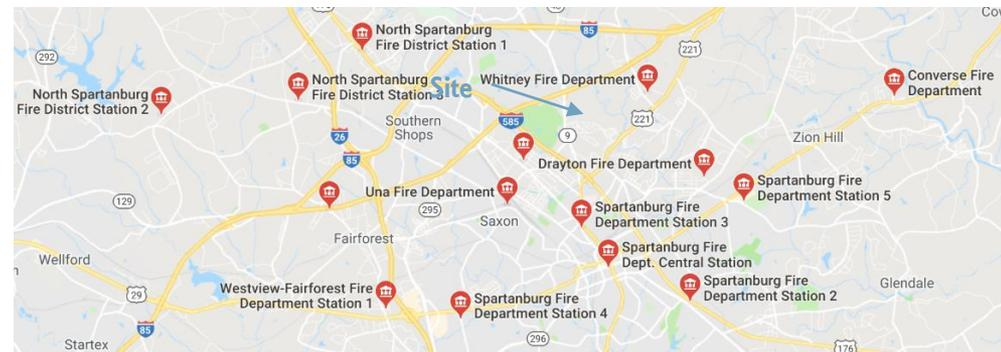 85
Cov
North Spartanburg
Fire District Station 1
221
292
Whitney Fire Department
Converse Fire
Department
North Spartanburg
Fire District Station 3
Site
North Spartanburg
Fire District Station 2
Southern
Shops
585
221
26
9
Zion Hill
85
Drayton Fire Department
Una Fire Department
Spartanburg Fire
Department Station 5
129
295
Spartanburg Fire
Department Station 3
Saxon
Fairforest
Spartanburg Fire
Dept. Central Station
Wellford
Westview-Fairforest Fire
Department Station 1
Spartanburg Fire
Department Station 2
Glendale
29
Spartanburg Fire
Department Station 4
85
296
Startex
176